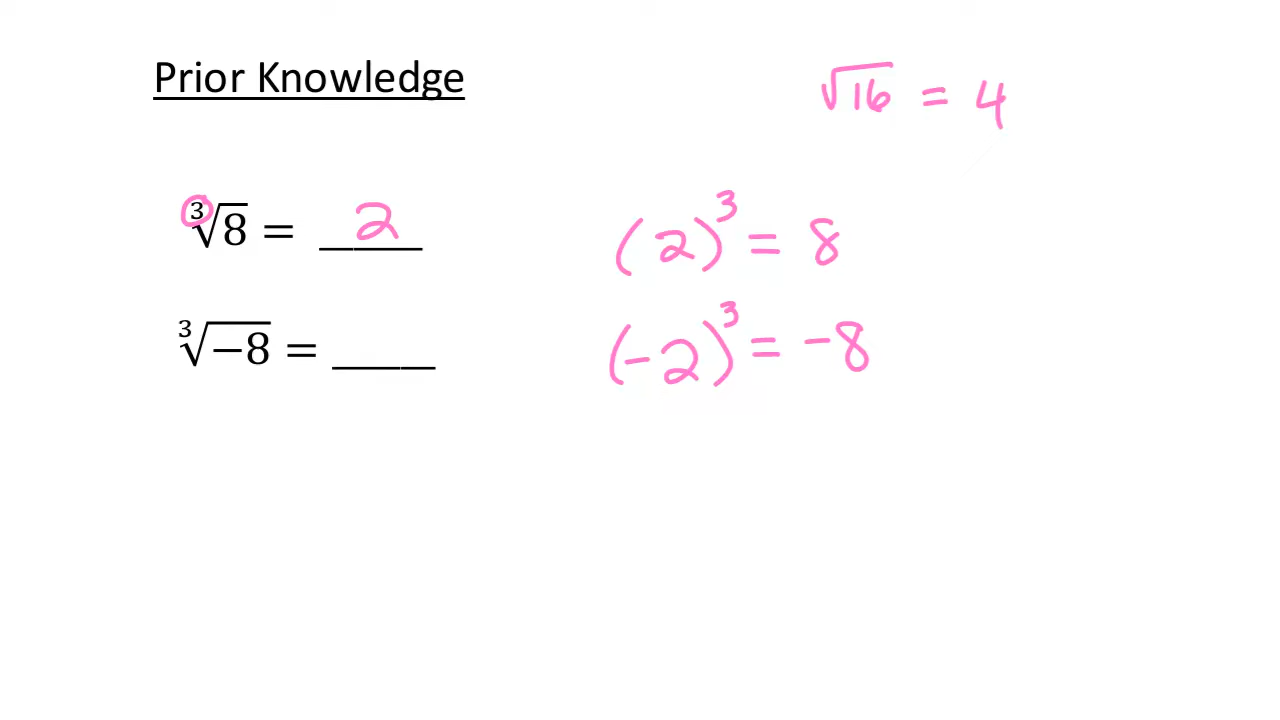 Prior Knowledge
√16 = 4
∛8 = 2
(2)³ = 8
∛−8 = ____
(-2)³ = -8